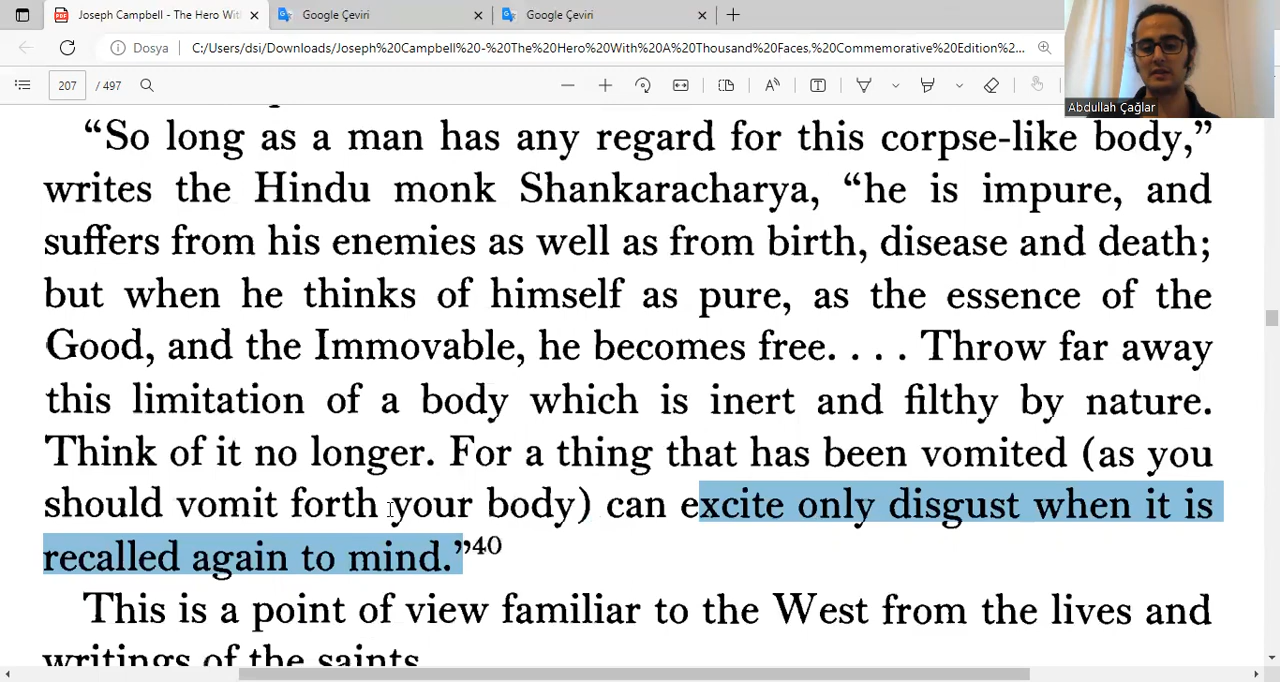 Joseph Campbell - The Hero Wit
Google Çeviri
Google Çeviri
Dosya
C:/Users/dsi/Downloads/Joseph%20Campbell%20-%20The%20Hero%20With%20A%20Thousand%20Faces,%20Commemorative%20Edition%2...
207 / 497
Abdullah Çağlar
“So long as a man has any regard for this corpse-like body,”
writes the Hindu monk Shankaracharya, “he is impure, and
suffers from his enemies as well as from birth, disease and death;
but when he thinks of himself as pure, as the essence of the
Good, and the Immovable, he becomes free. . . . Throw far away
this limitation of a body which is inert and filthy by nature.
Think of it no longer. For a thing that has been vomited (as you
should vomit forth your body) can excite only disgust when it is
recalled again to mind.”40
This is a point of view familiar to the West from the lives and
writings of the saints.